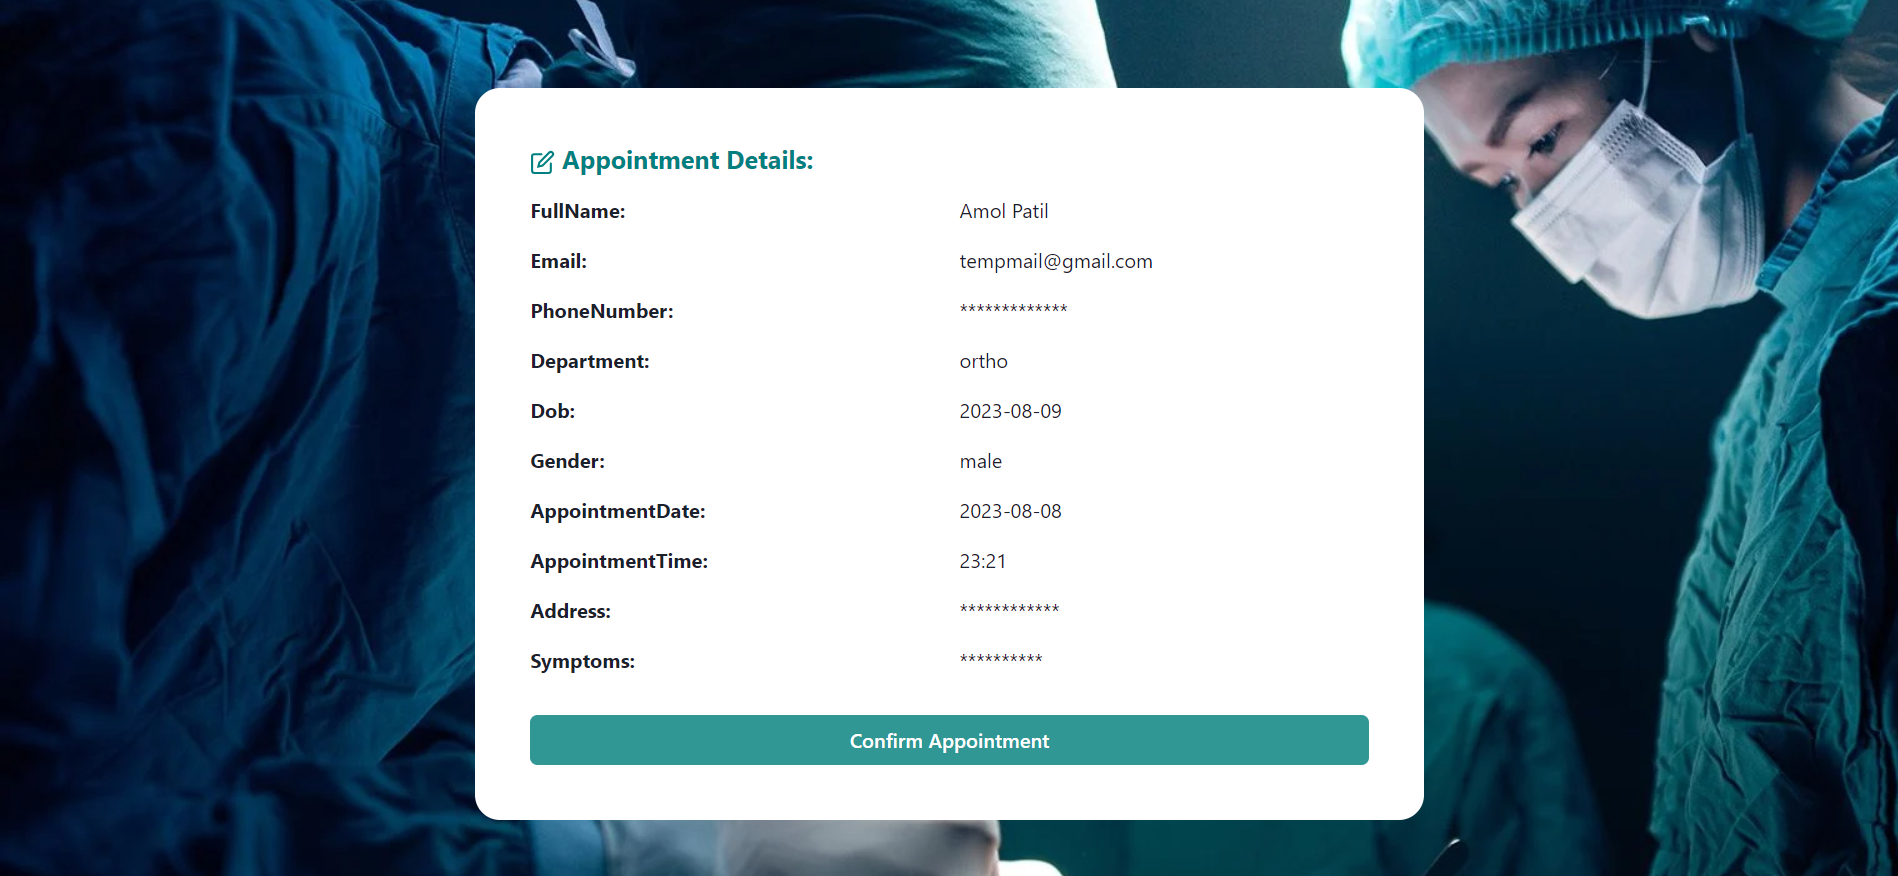 Appointment Details:
FullName: Amol Patil
Email: tempmail@gmail.com
PhoneNumber: *************
Department: ortho
Dob: 2023-08-09
Gender: male
AppointmentDate: 2023-08-08
AppointmentTime: 23:21
Address: ************
Symptoms: **********
Confirm Appointment